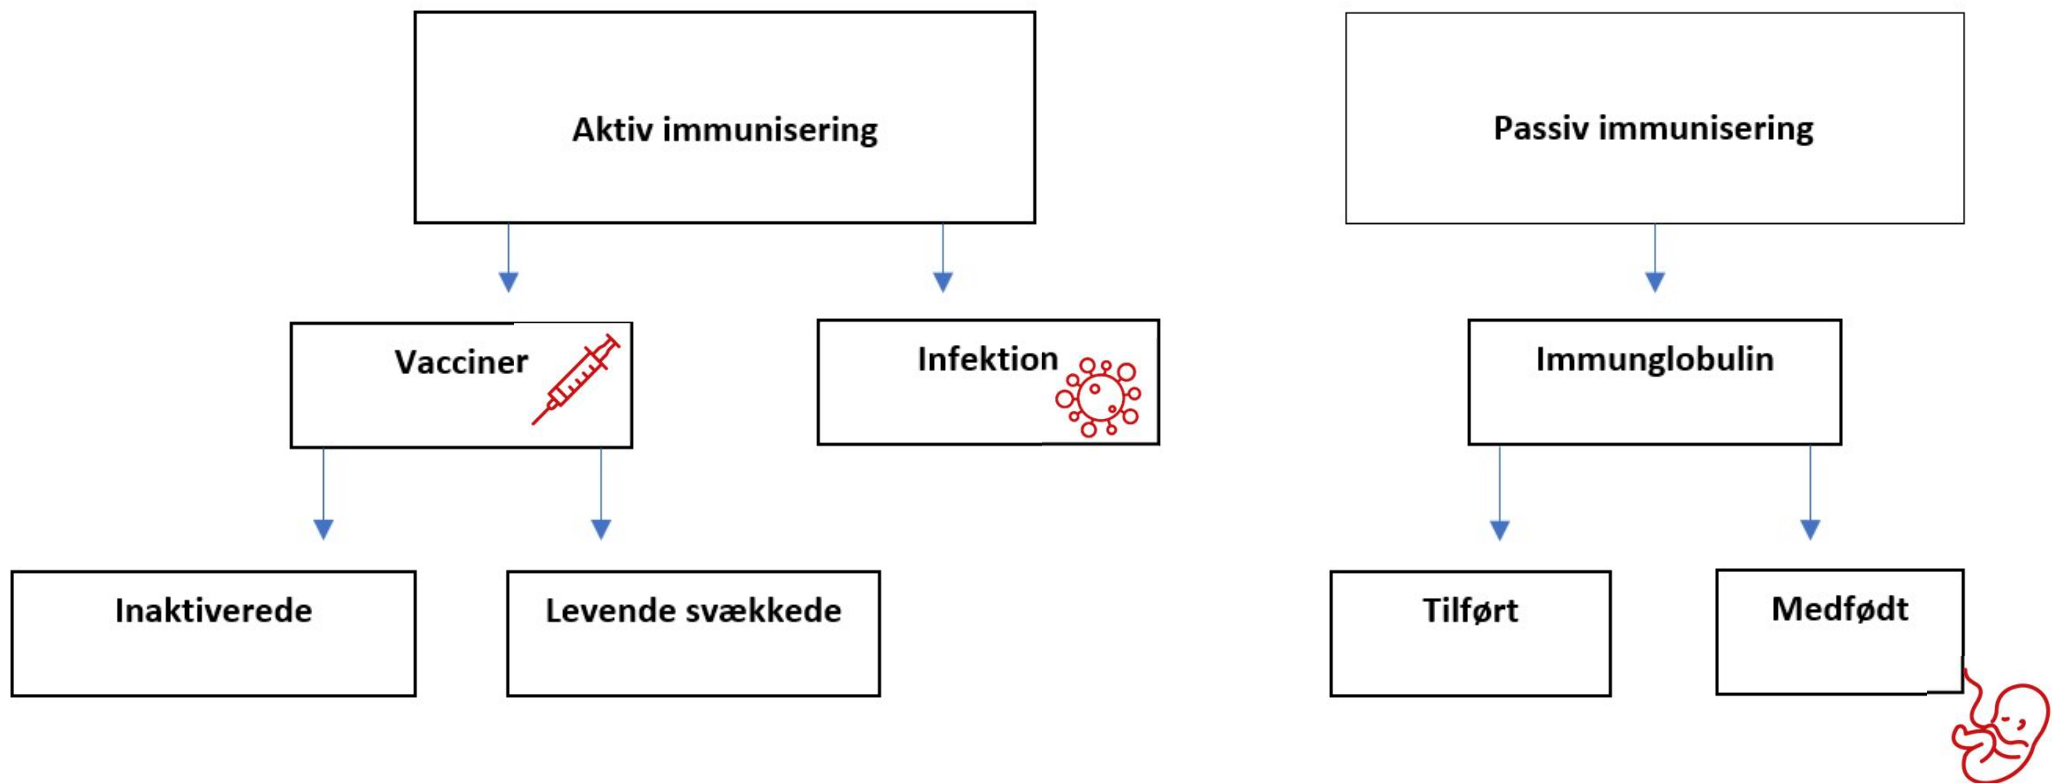 Aktiv immunisering
Passiv immunisering
Vacciner
Infektion
Immunglobulin
Inaktiverede
Levende svækkede
Tilført
Medfødt